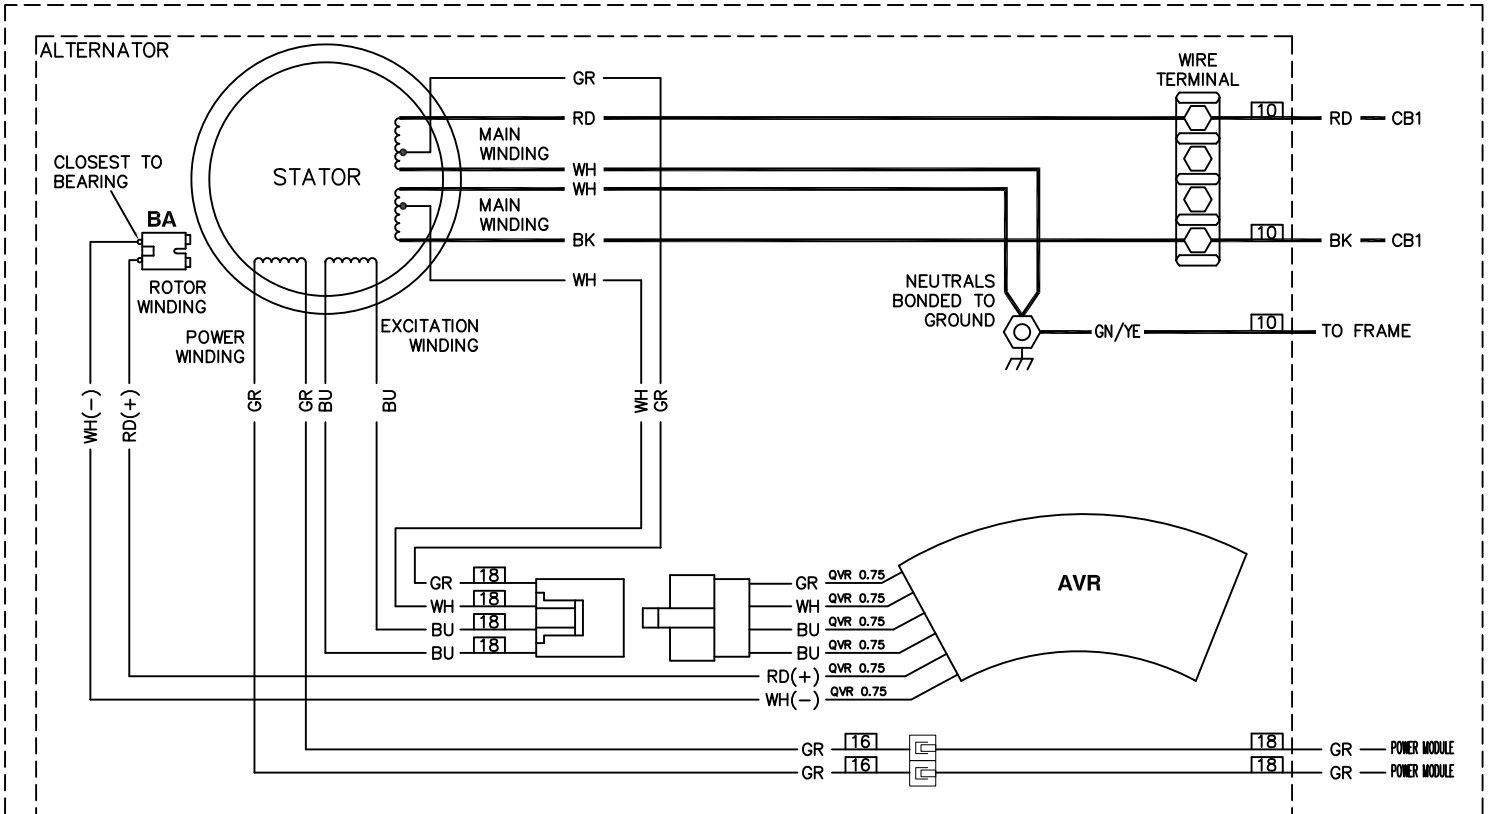 ALTERNATOR
WIRE
TERMINAL
GR
RD
10
RD
CB1
MAIN
WINDING
CLOSEST TO
BEARING
STATOR
WH
WH
MAIN
WINDING
BA
BK
10
BK
CB1
WH
ROTOR
WINDING
NEUTRALS
BONDED TO
GROUND
GN/YE
10
TO FRAME
POWER
WINDING
EXCITATION
WINDING
WH(-)
RD(+)
GR
GR
BU
BU
WH
GR
GR
18
GR
QVR 0.75
AVR
WH
18
WH
QVR 0.75
BU
18
BU
QVR 0.75
BU
18
BU
QVR 0.75
RD(+)
QVR 0.75
WH(-)
QVR 0.75
GR
16
18
GR
POWER MODULE
GR
16
18
GR
POWER MODULE